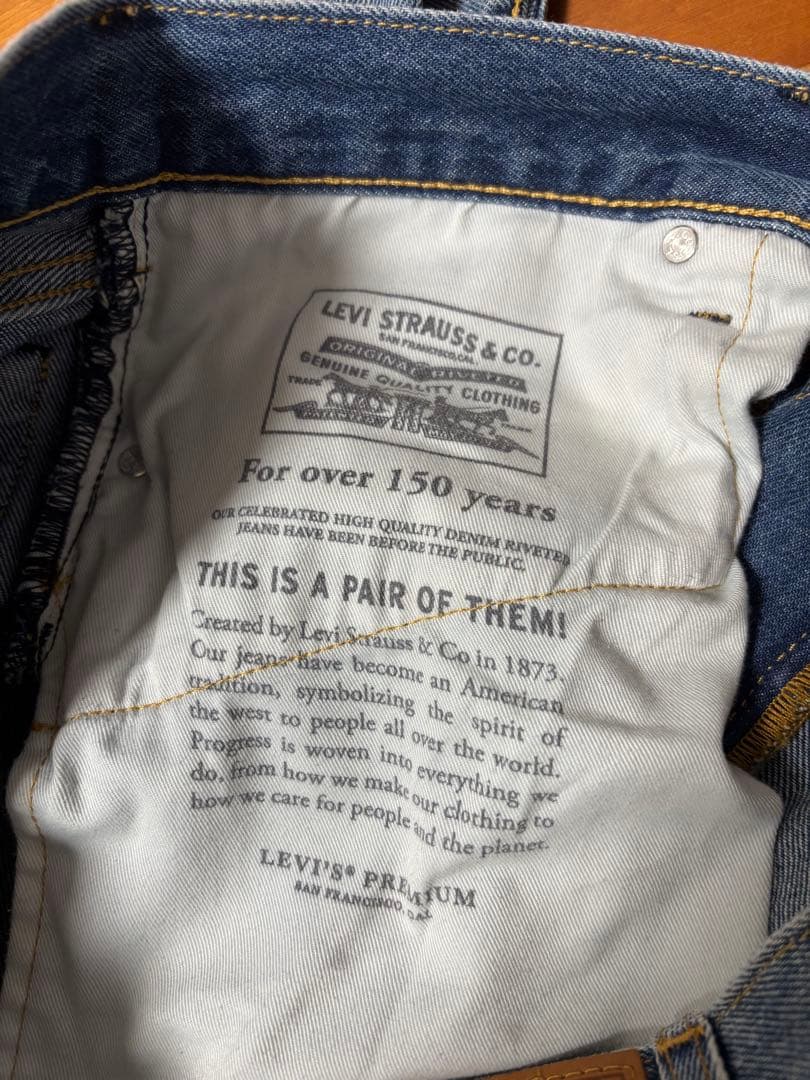 LEVI STRAUSS & CO.
SAN FRANCISCO, CAL.
ORIGINAL RIVETED
GENUINE QUALITY CLOTHING
TRADE
For over 150 years
OUR CELEBRATED HIGH QUALITY DENIM RIVETED
JEANS HAVE BEEN BEFORE THE PUBLIC.
THIS IS A PAIR OF THEM!
Created by Levi Strauss & Co in 1873.
Our jeans have become an American
tradition, symbolizing the spirit of
the west to people all over the world.
Progress is woven into everything we
do, from how we make our clothing to
how we care for people and the planet.
LEVI'S® PREMIUM
SAN FRANCISCO, CAL